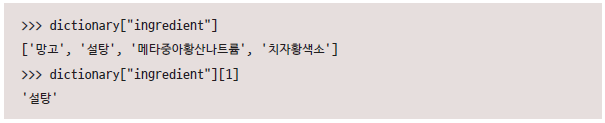 >>> dictionary["ingredient"]
['망고', '설탕', '메타중아황산나트륨', '치자황색소']
>>> dictionary["ingredient"][1]
'설탕'